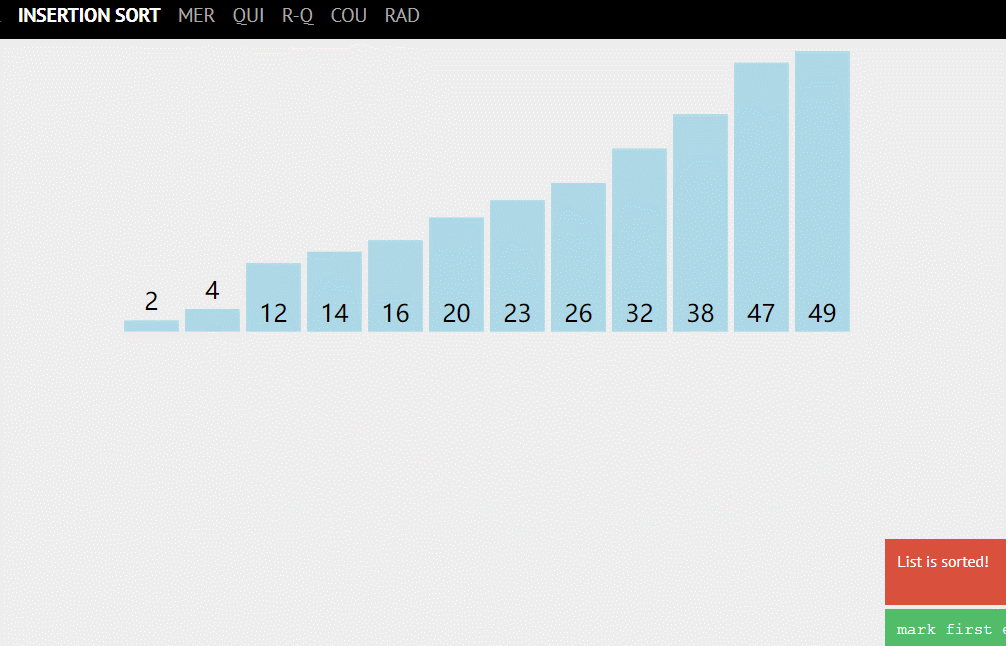 INSERTION SORT MER QUI R-Q COU RAD
2 4 12 14 16 20 23 26 32 38 47 49
List is sorted!
mark first